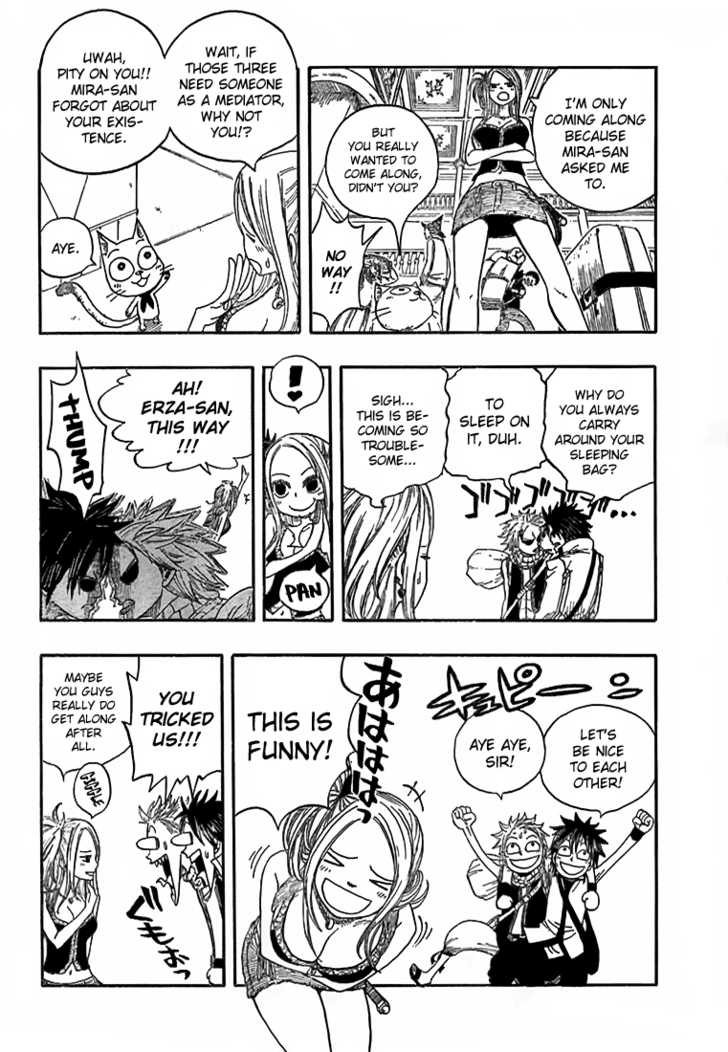 I'M ONLY
COMING ALONG
BECAUSE
MIRA-SAN
ASKED ME
TO.
BUT
YOU REALLY
WANTED TO
COME ALONG,
DIDN'T YOU?
NO
WAY
!!
WAIT, IF
THOSE THREE
NEED SOMEONE
AS A MEDIATOR,
WHY NOT
YOU!?
UWAH,
PITY ON YOU!!
MIRA-SAN
FORGOT ABOUT
YOUR EXIS-
TENCE.
AYE.
WHY DO
YOU ALWAYS
CARRY
AROUND YOUR
SLEEPING
BAG?
TO
SLEEP ON
IT, DUH.
ゴゴゴゴ...
SIGH...
THIS IS BE-
COMING SO
TROUBLE-
SOME...
!
PAN
AH!
ERZA-SAN,
THIS WAY
!!!
THUMP
キュピーン
LET'S
BE NICE
TO EACH
OTHER!
AYE AYE,
SIR!
あはははっ
THIS IS
FUNNY!
YOU
TRICKED
US!!!
ぐもおっ
MAYBE
YOU GUYS
REALLY DO
GET ALONG
AFTER
ALL.
GIGGLE